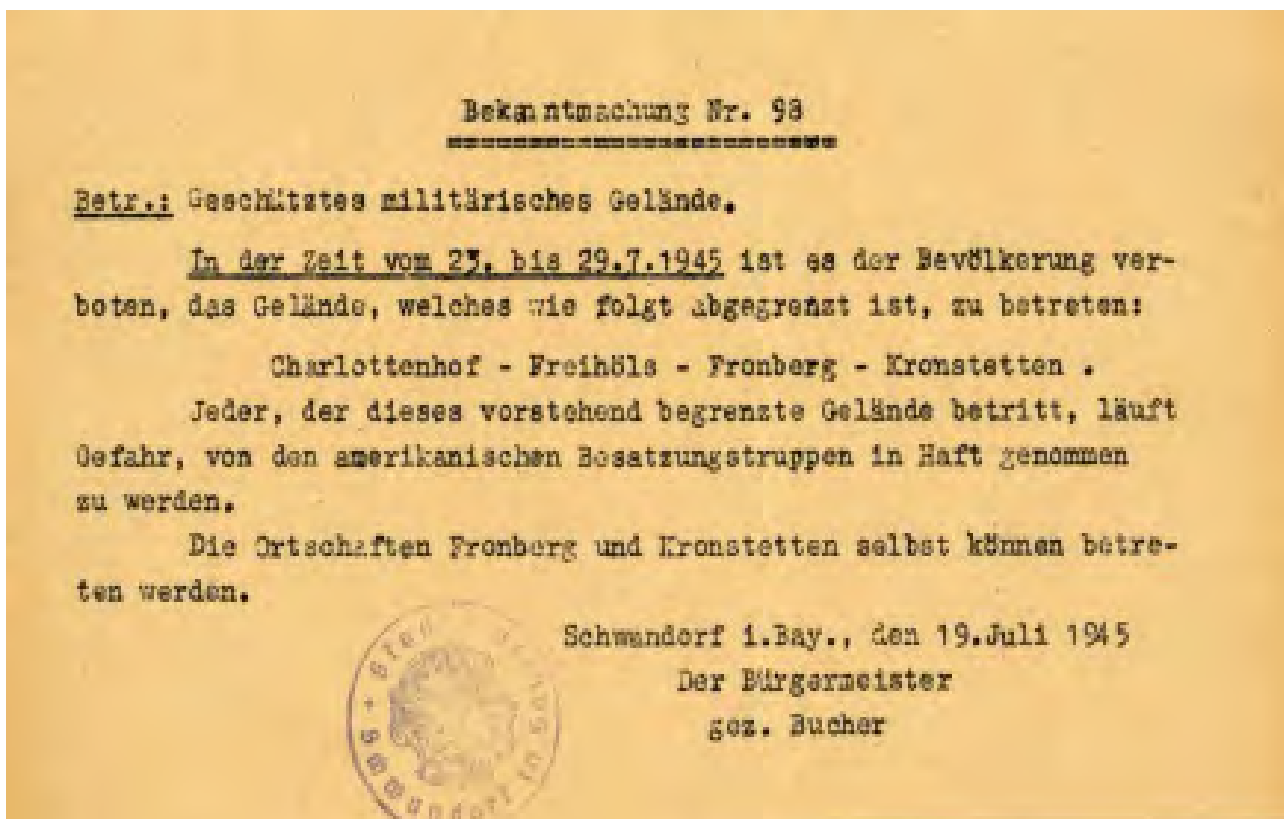 Bekanntmachung Nr. 98
Betr.: Geschütztes militärisches Gelände.
In der Zeit vom 23. bis 29.7.1945 ist es der Bevölkerung ver-
boten, das Gelände, welches wie folgt abgegrenzt ist, zu betreten:
Charlottenhof - Freihöls - Fronberg - Kronstetten .
Jeder, der dieses vorstehend begrenzte Gelände betritt, läuft
Gefahr, von den amerikanischen Besatzungstruppen in Haft genommen
zu werden.
Die Ortschaften Fronberg und Kronstetten selbst können betre-
ten werden.
Schwandorf i.Bay., den 19.Juli 1945
Der Bürgermeister
gez. Bucher